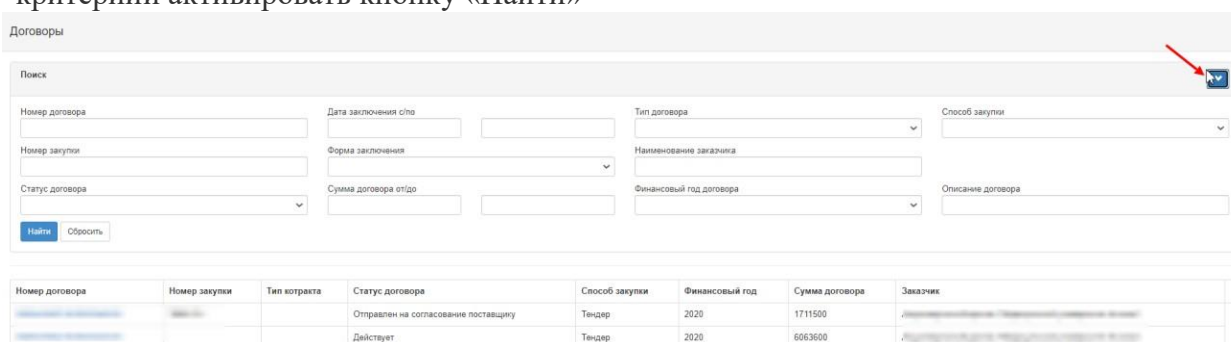 критерий активировать кнопку «Найти»
Договоры
Поиск
Номер договора Дата заключения с/по Тип договора Способ закупки
Номер закупки Форма заключения Наименование заказчика
Статус договора Сумма договора от/до Финансовый год договора Описание договора
Найти Сбросить
Номер договора Номер закупки Тип котракта Статус договора Способ закупки Финансовый год Сумма договора Заказчик
Отправлен на согласование поставщику Тендер 2020 1711500
Действует Тендер 2020 6063600